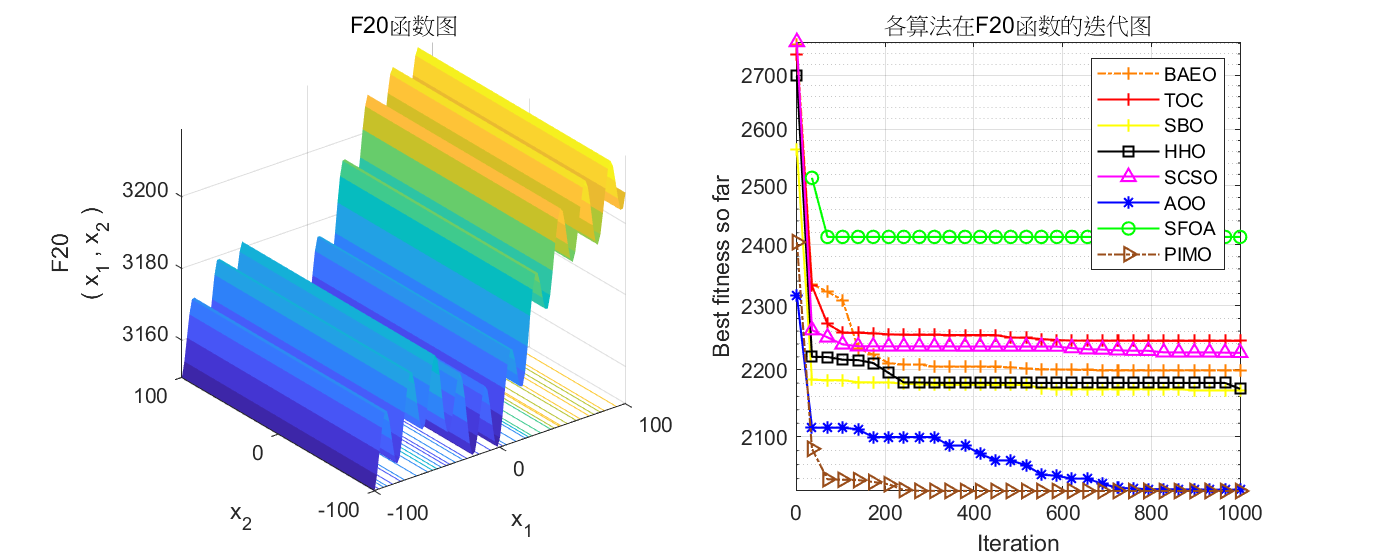 F20函数图
F20
( x1 , x2 )
3200
3180
3160
100
0
-100
x2
-100
0
100
x1
各算法在F20函数的迭代图
Best fitness so far
2700
2600
2500
2400
2300
2200
2100
0
200
400
600
800
1000
Iteration
BAEO
TOC
SBO
HHO
SCSO
AOO
SFOA
PIMO